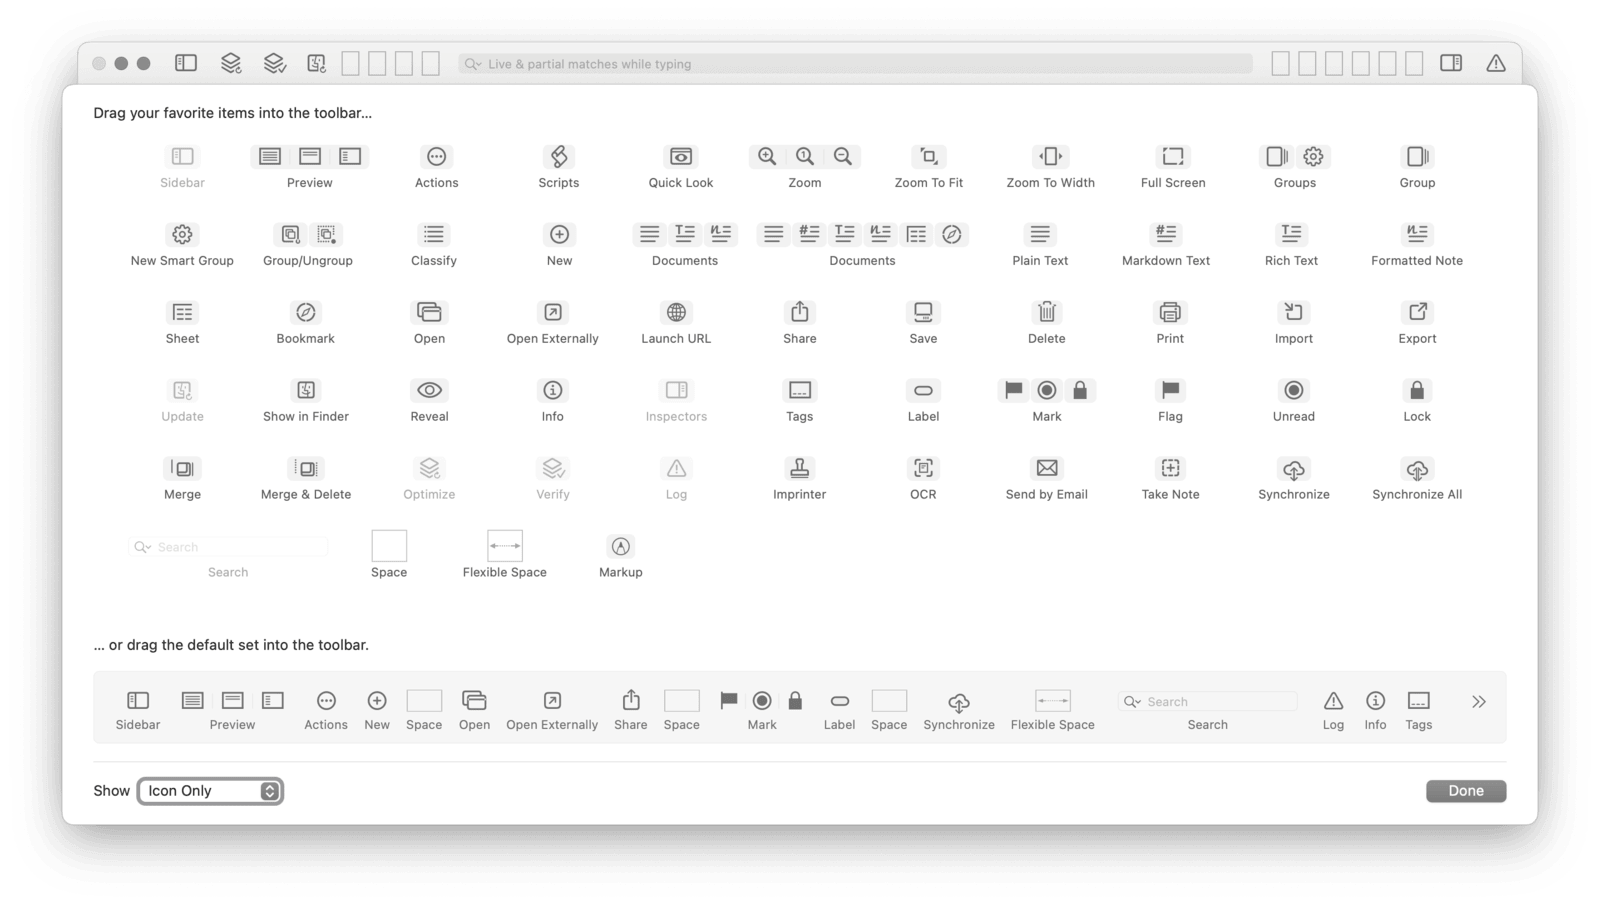 Live & partial matches while typing
Drag your favorite items into the toolbar...
Sidebar Preview Actions Scripts Quick Look Zoom Zoom To Fit Zoom To Width Full Screen Groups Group
New Smart Group Group/Ungroup Classify New Documents Documents Plain Text Markdown Text Rich Text Formatted Note
Sheet Bookmark Open Open Externally Launch URL Share Save Delete Print Import Export
Update Show in Finder Reveal Info Inspectors Tags Label Mark Flag Unread Lock
Merge Merge & Delete Optimize Verify Log Imprinter OCR Send by Email Take Note Synchronize Synchronize All
Search
Search Space Flexible Space Markup
... or drag the default set into the toolbar.
Search
Sidebar Preview Actions New Space Open Open Externally Share Space Mark Label Space Synchronize Flexible Space Search Log Info Tags
Show Icon Only Done